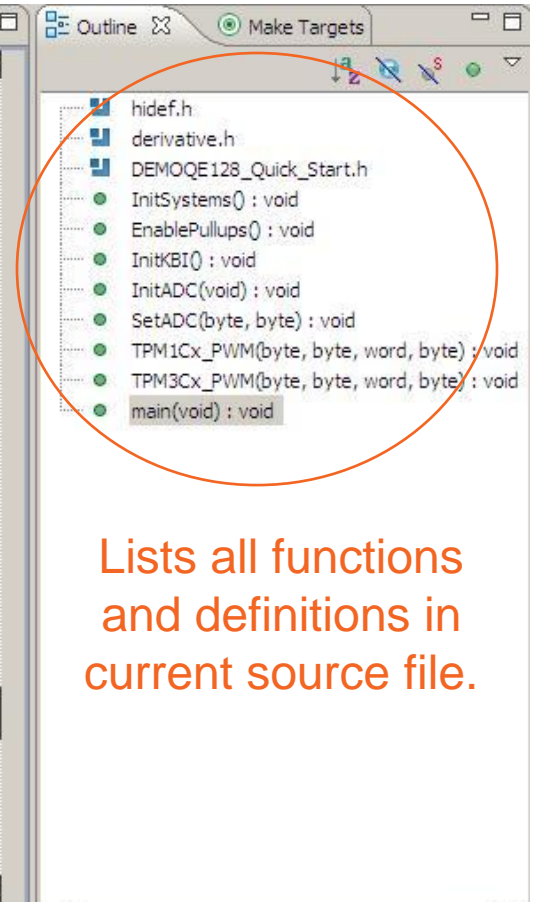 Outline
Make Targets
hidef.h
derivative.h
DEMOQE128_Quick_Start.h
InitSystems() : void
EnablePullups() : void
InitKBI() : void
InitADC(void) : void
SetADC(byte, byte) : void
TPM1Cx_PWM(byte, byte, word, byte) : void
TPM3Cx_PWM(byte, byte, word, byte) : void
main(void) : void
Lists all functions
and definitions in
current source file.